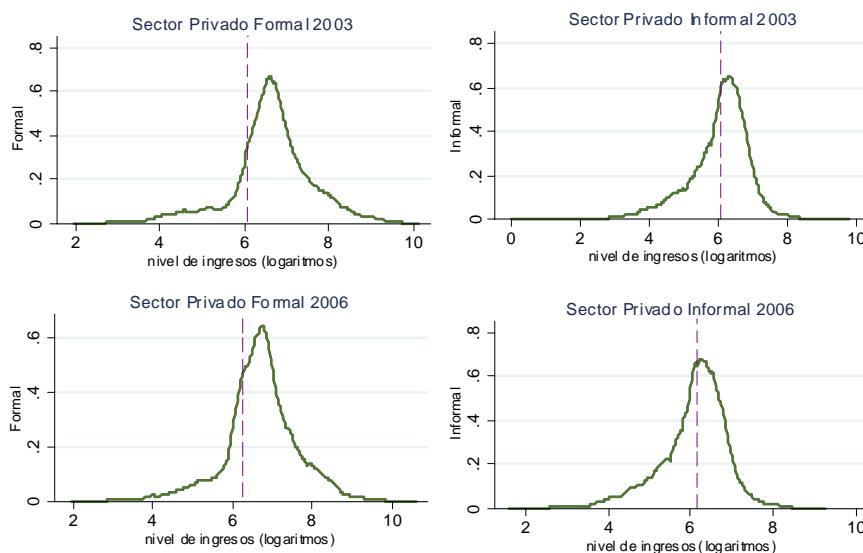 Sector Privado Formal 2003
Formal
0 .2 .4 .6 .8
2 4 6 8 10
nivel de ingresos (logaritmos)
Sector Privado Informal 2003
Informal
0 .2 .4 .6 .8
0 2 4 6 8 10
nivel de ingresos (logaritmos)
Sector Privado Formal 2006
Formal
0 .2 .4 .6
2 4 6 8 10
nivel de ingresos (logaritmos)
Sector Privado Informal 2006
Informal
0 .2 .4 .6 .8
2 4 6 8 10
nivel de ingresos (logaritmos)